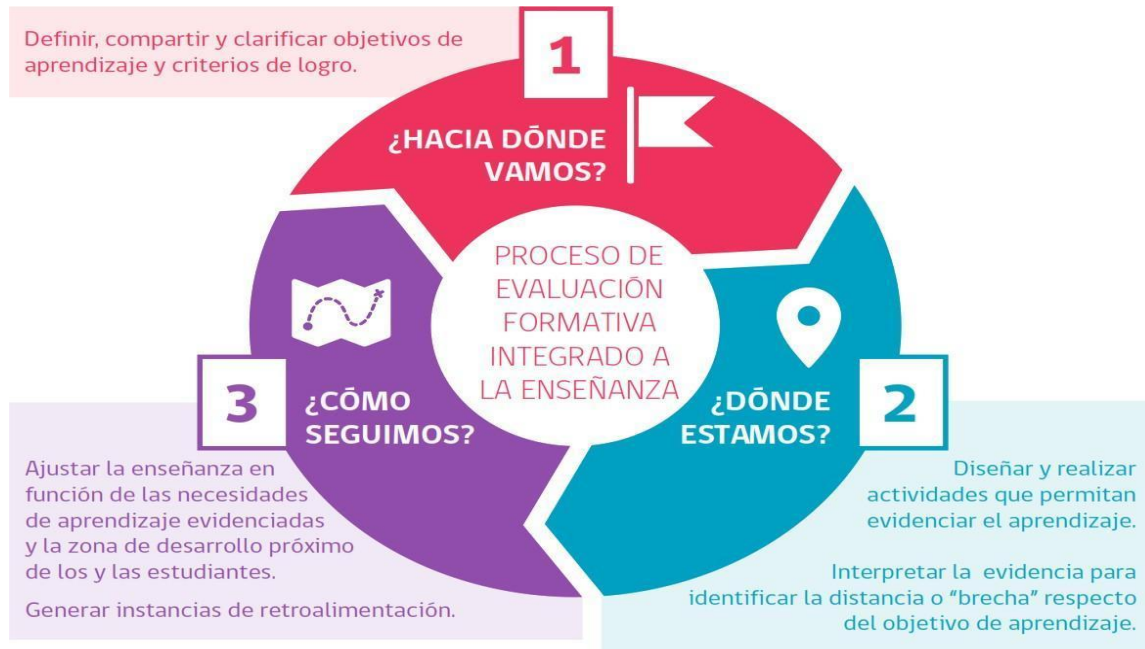 Definir, compartir y clarificar objetivos de
aprendizaje y criterios de logro.
1
¿HACIA DÓNDE
VAMOS?
PROCESO DE
EVALUACIÓN
FORMATIVA
INTEGRADO A
LA ENSEÑANZA
2
¿DÓNDE
ESTAMOS?
Diseñar y realizar
actividades que permitan
evidenciar el aprendizaje.
Interpretar la evidencia para
identificar la distancia o “brecha” respecto
del objetivo de aprendizaje.
3
¿CÓMO
SEGUIMOS?
Ajustar la enseñanza en
función de las necesidades
de aprendizaje evidenciadas
y la zona de desarrollo próximo
de los y las estudiantes.
Generar instancias de retroalimentación.